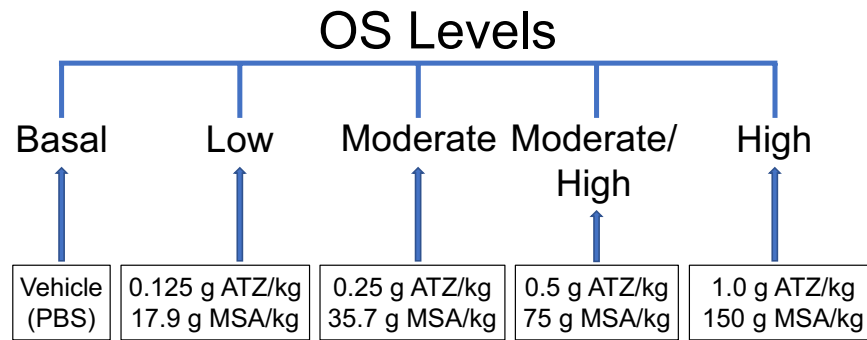 OS Levels
Basal
Low
Moderate
Moderate/
High
High
Vehicle
(PBS)
0.125 g ATZ/kg
17.9 g MSA/kg
0.25 g ATZ/kg
35.7 g MSA/kg
0.5 g ATZ/kg
75 g MSA/kg
1.0 g ATZ/kg
150 g MSA/kg